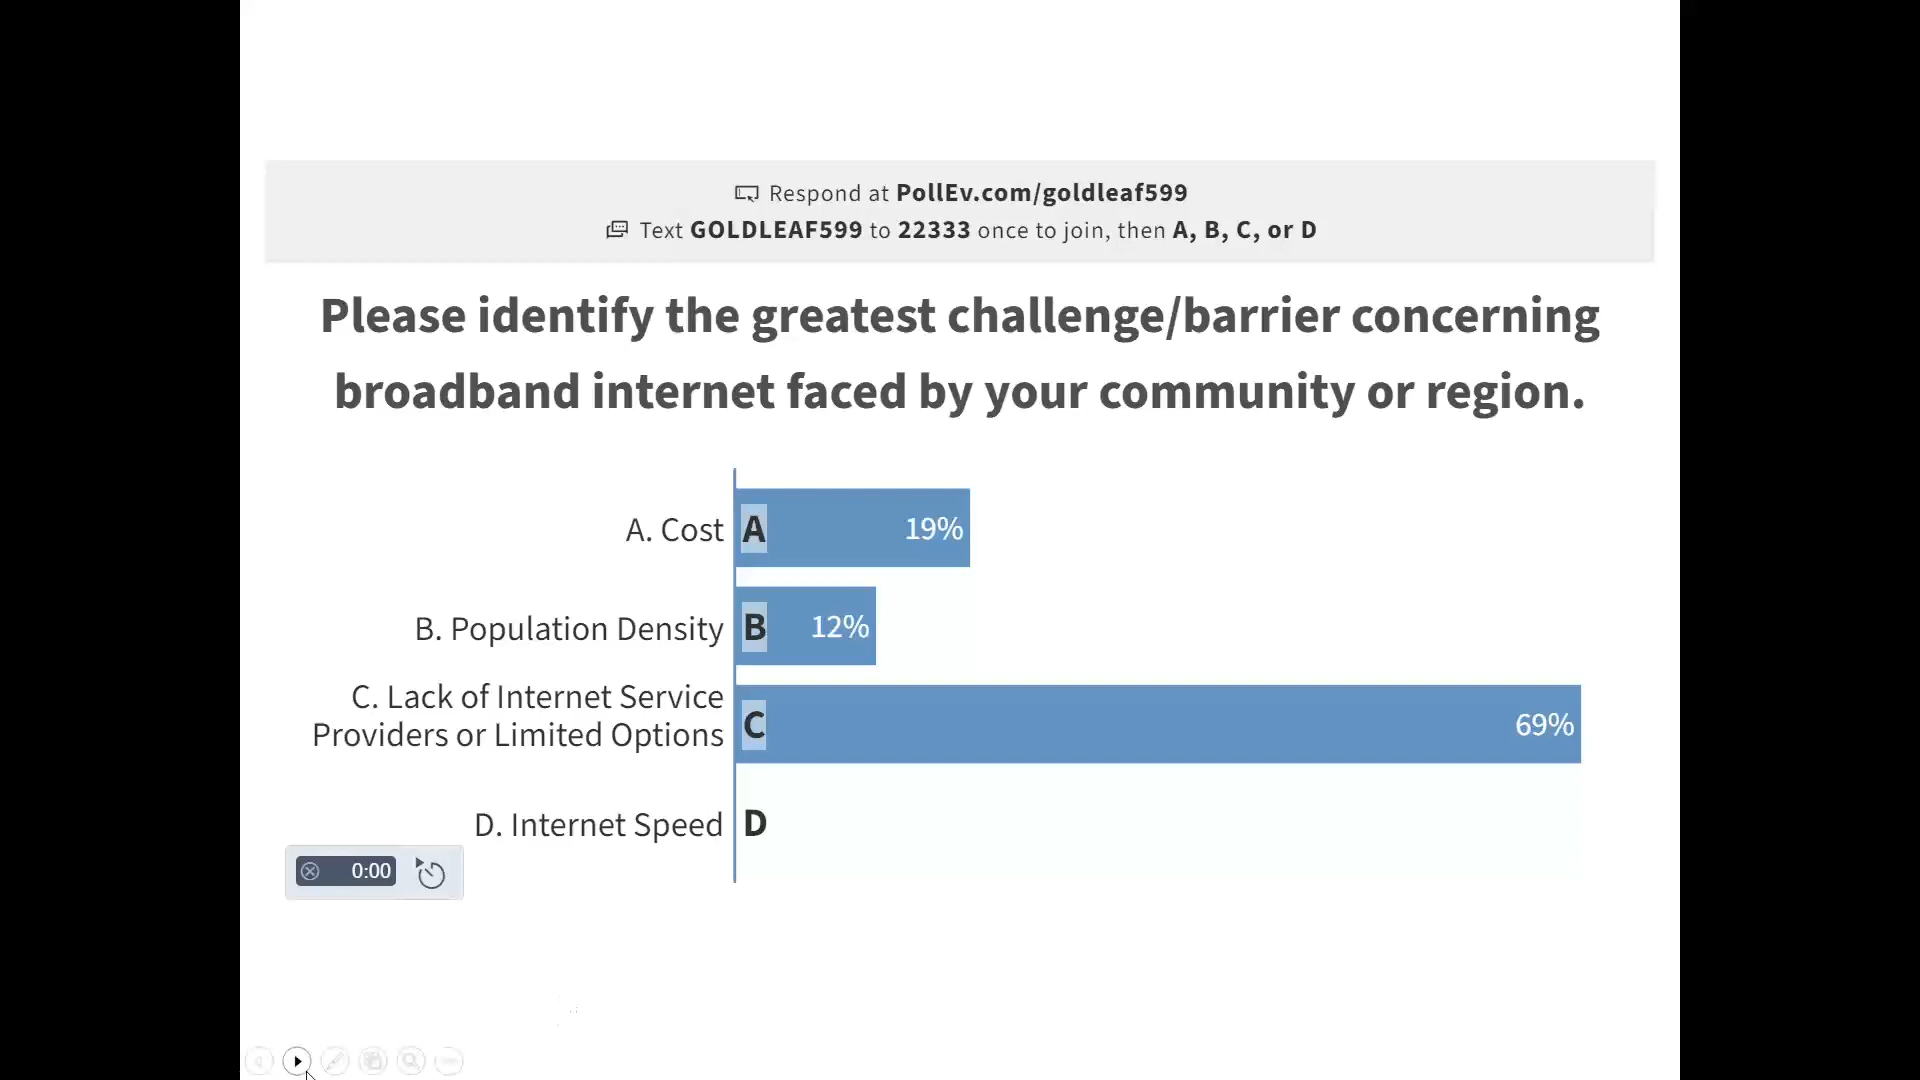 Respond at PollEv.com/goldleaf599
Text GOLDLEAF599 to 22333 once to join, then A, B, C, or D
Please identify the greatest challenge/barrier concerning
broadband internet faced by your community or region.
A. Cost A 19%
B. Population Density B 12%
C. Lack of Internet Service
Providers or Limited Options
C 69%
D. Internet Speed D
0:00